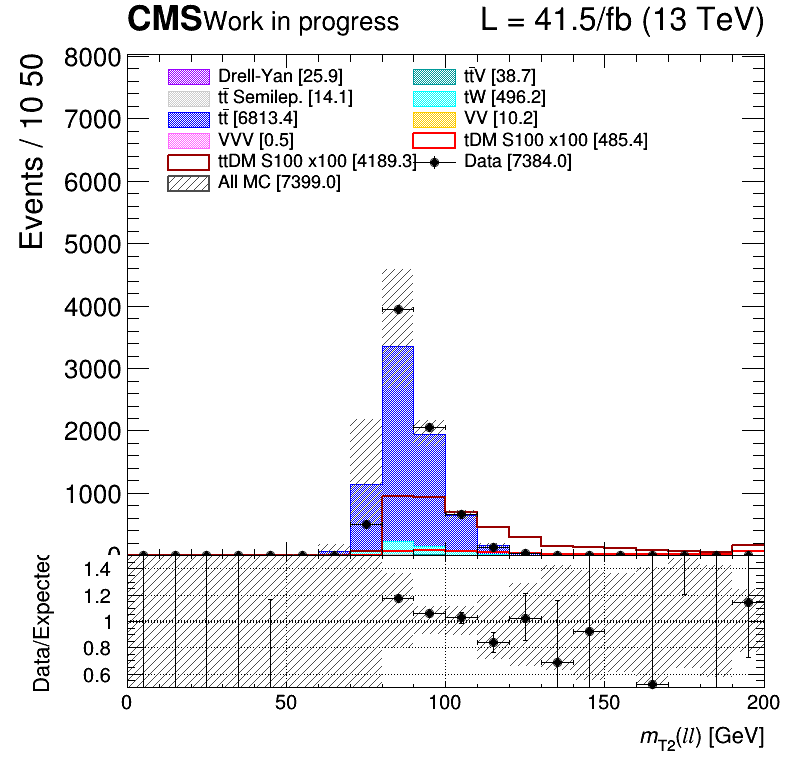 CMS Work in progress L = 41.5/fb (13 TeV)
Events / 10 50
8000
7000
6000
5000
4000
3000
2000
1000
0
Drell-Yan [25.9]
tt̄ Semilep. [14.1]
tt̄ [6813.4]
VVV [0.5]
ttDM S100 x100 [4189.3]
All MC [7399.0]
tt̄V [38.7]
tW [496.2]
VV [10.2]
tDM S100 x100 [485.4]
Data [7384.0]
Data/Expected
1.4
1.2
1
0.8
0.6
0 50 100 150 200
m_T2(ll) [GeV]